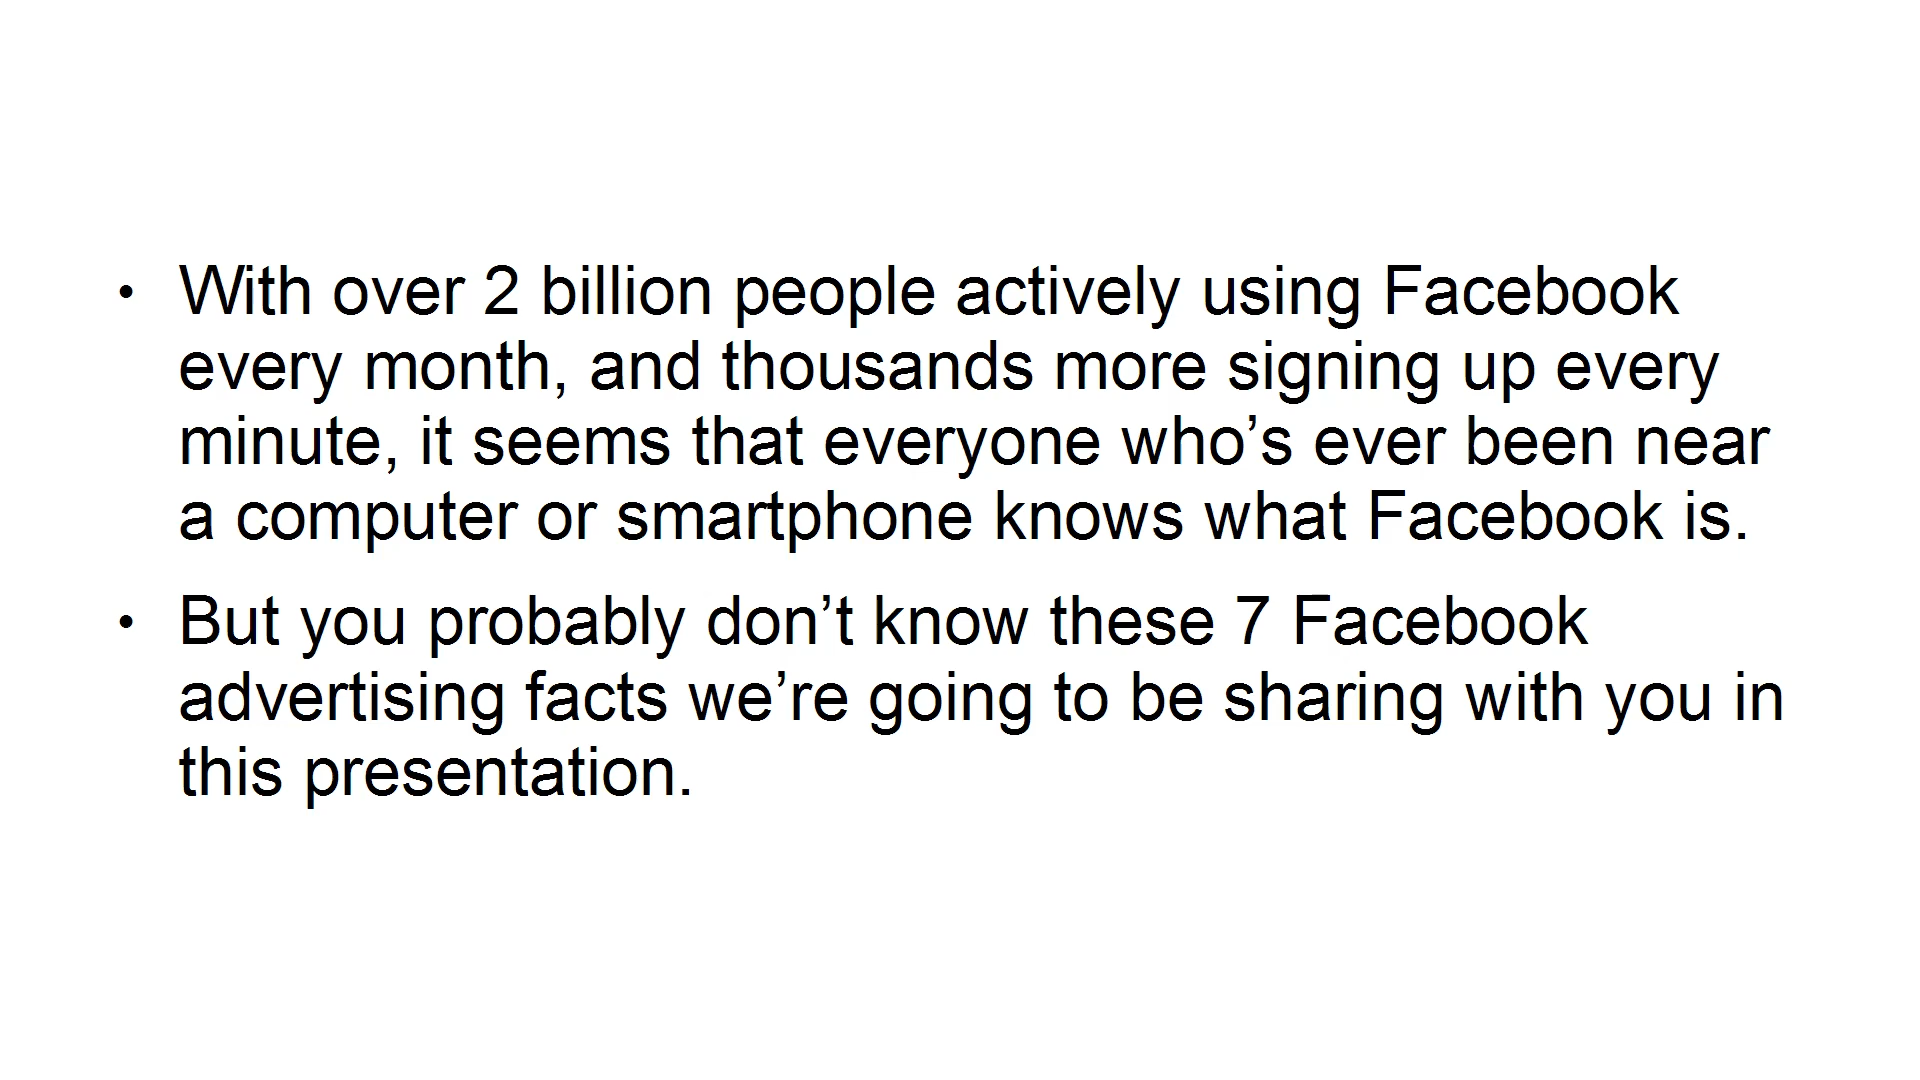 • With over 2 billion people actively using Facebook
every month, and thousands more signing up every
minute, it seems that everyone who’s ever been near
a computer or smartphone knows what Facebook is.
• But you probably don’t know these 7 Facebook
advertising facts we’re going to be sharing with you in
this presentation.